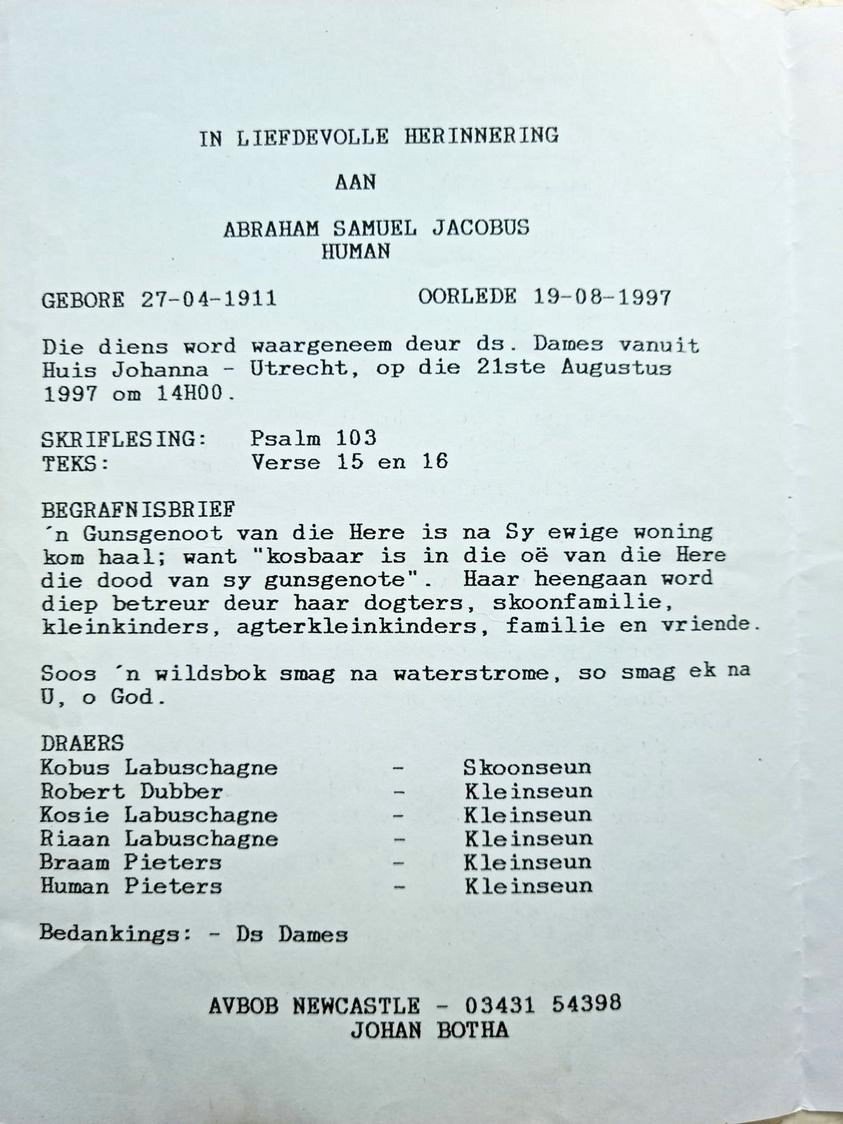 IN LIEFDEVOLLE HERINNERING
AAN
ABRAHAM SAMUEL JACOBUS
HUMAN
GEBORE 27-04-1911 OORLEDE 19-08-1997
Die diens word waargeneem deur ds. Dames vanuit
Huis Johanna - Utrecht, op die 21ste Augustus
1997 om 14H00.
SKRIFLESING: Psalm 103
TEKS: Verse 15 en 16
BEGRAFNISBRIEF
´n Gunsgenoot van die Here is na Sy ewige woning
kom haal; want "kosbaar is in die oë van die Here
die dood van sy gunsgenote". Haar heengaan word
diep betreur deur haar dogters, skoonfamilie,
kleinkinders, agterkleinkinders, familie en vriende.
Soos ´n wildsbok smag na waterstrome, so smag ek na
U, o God.
DRAERS
Kobus Labuschagne - Skoonseun
Robert Dubber - Kleinseun
Kosie Labuschagne - Kleinseun
Riaan Labuschagne - Kleinseun
Braam Pieters - Kleinseun
Human Pieters - Kleinseun
Bedankings: - Ds Dames
AVBOB NEWCASTLE - 03431 54398
JOHAN BOTHA